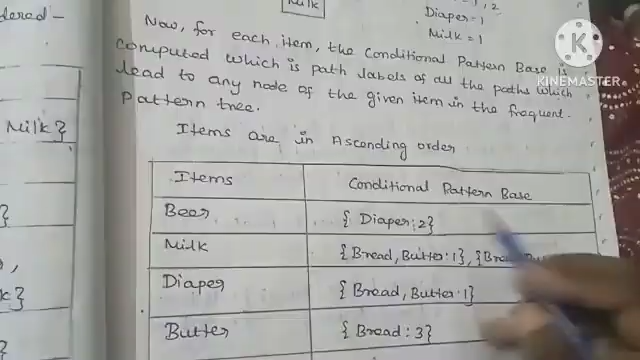 dered-
Milk
, 2
Diaper = 1
Milk = 1
Now, for each item, the Conditional Pattern Base is
computed which is path labels of all the paths which
lead to any node of the given item in the frequent-
pattern tree.
KINEMASTER
Milk}
Items are in Ascending order
Items Conditional Pattern Base
Beer { Diaper : 2}
Milk {Bread, Butter : 1}, {Bread
Diaper {Bread, Butter : 1}
Butter {Bread : 3}